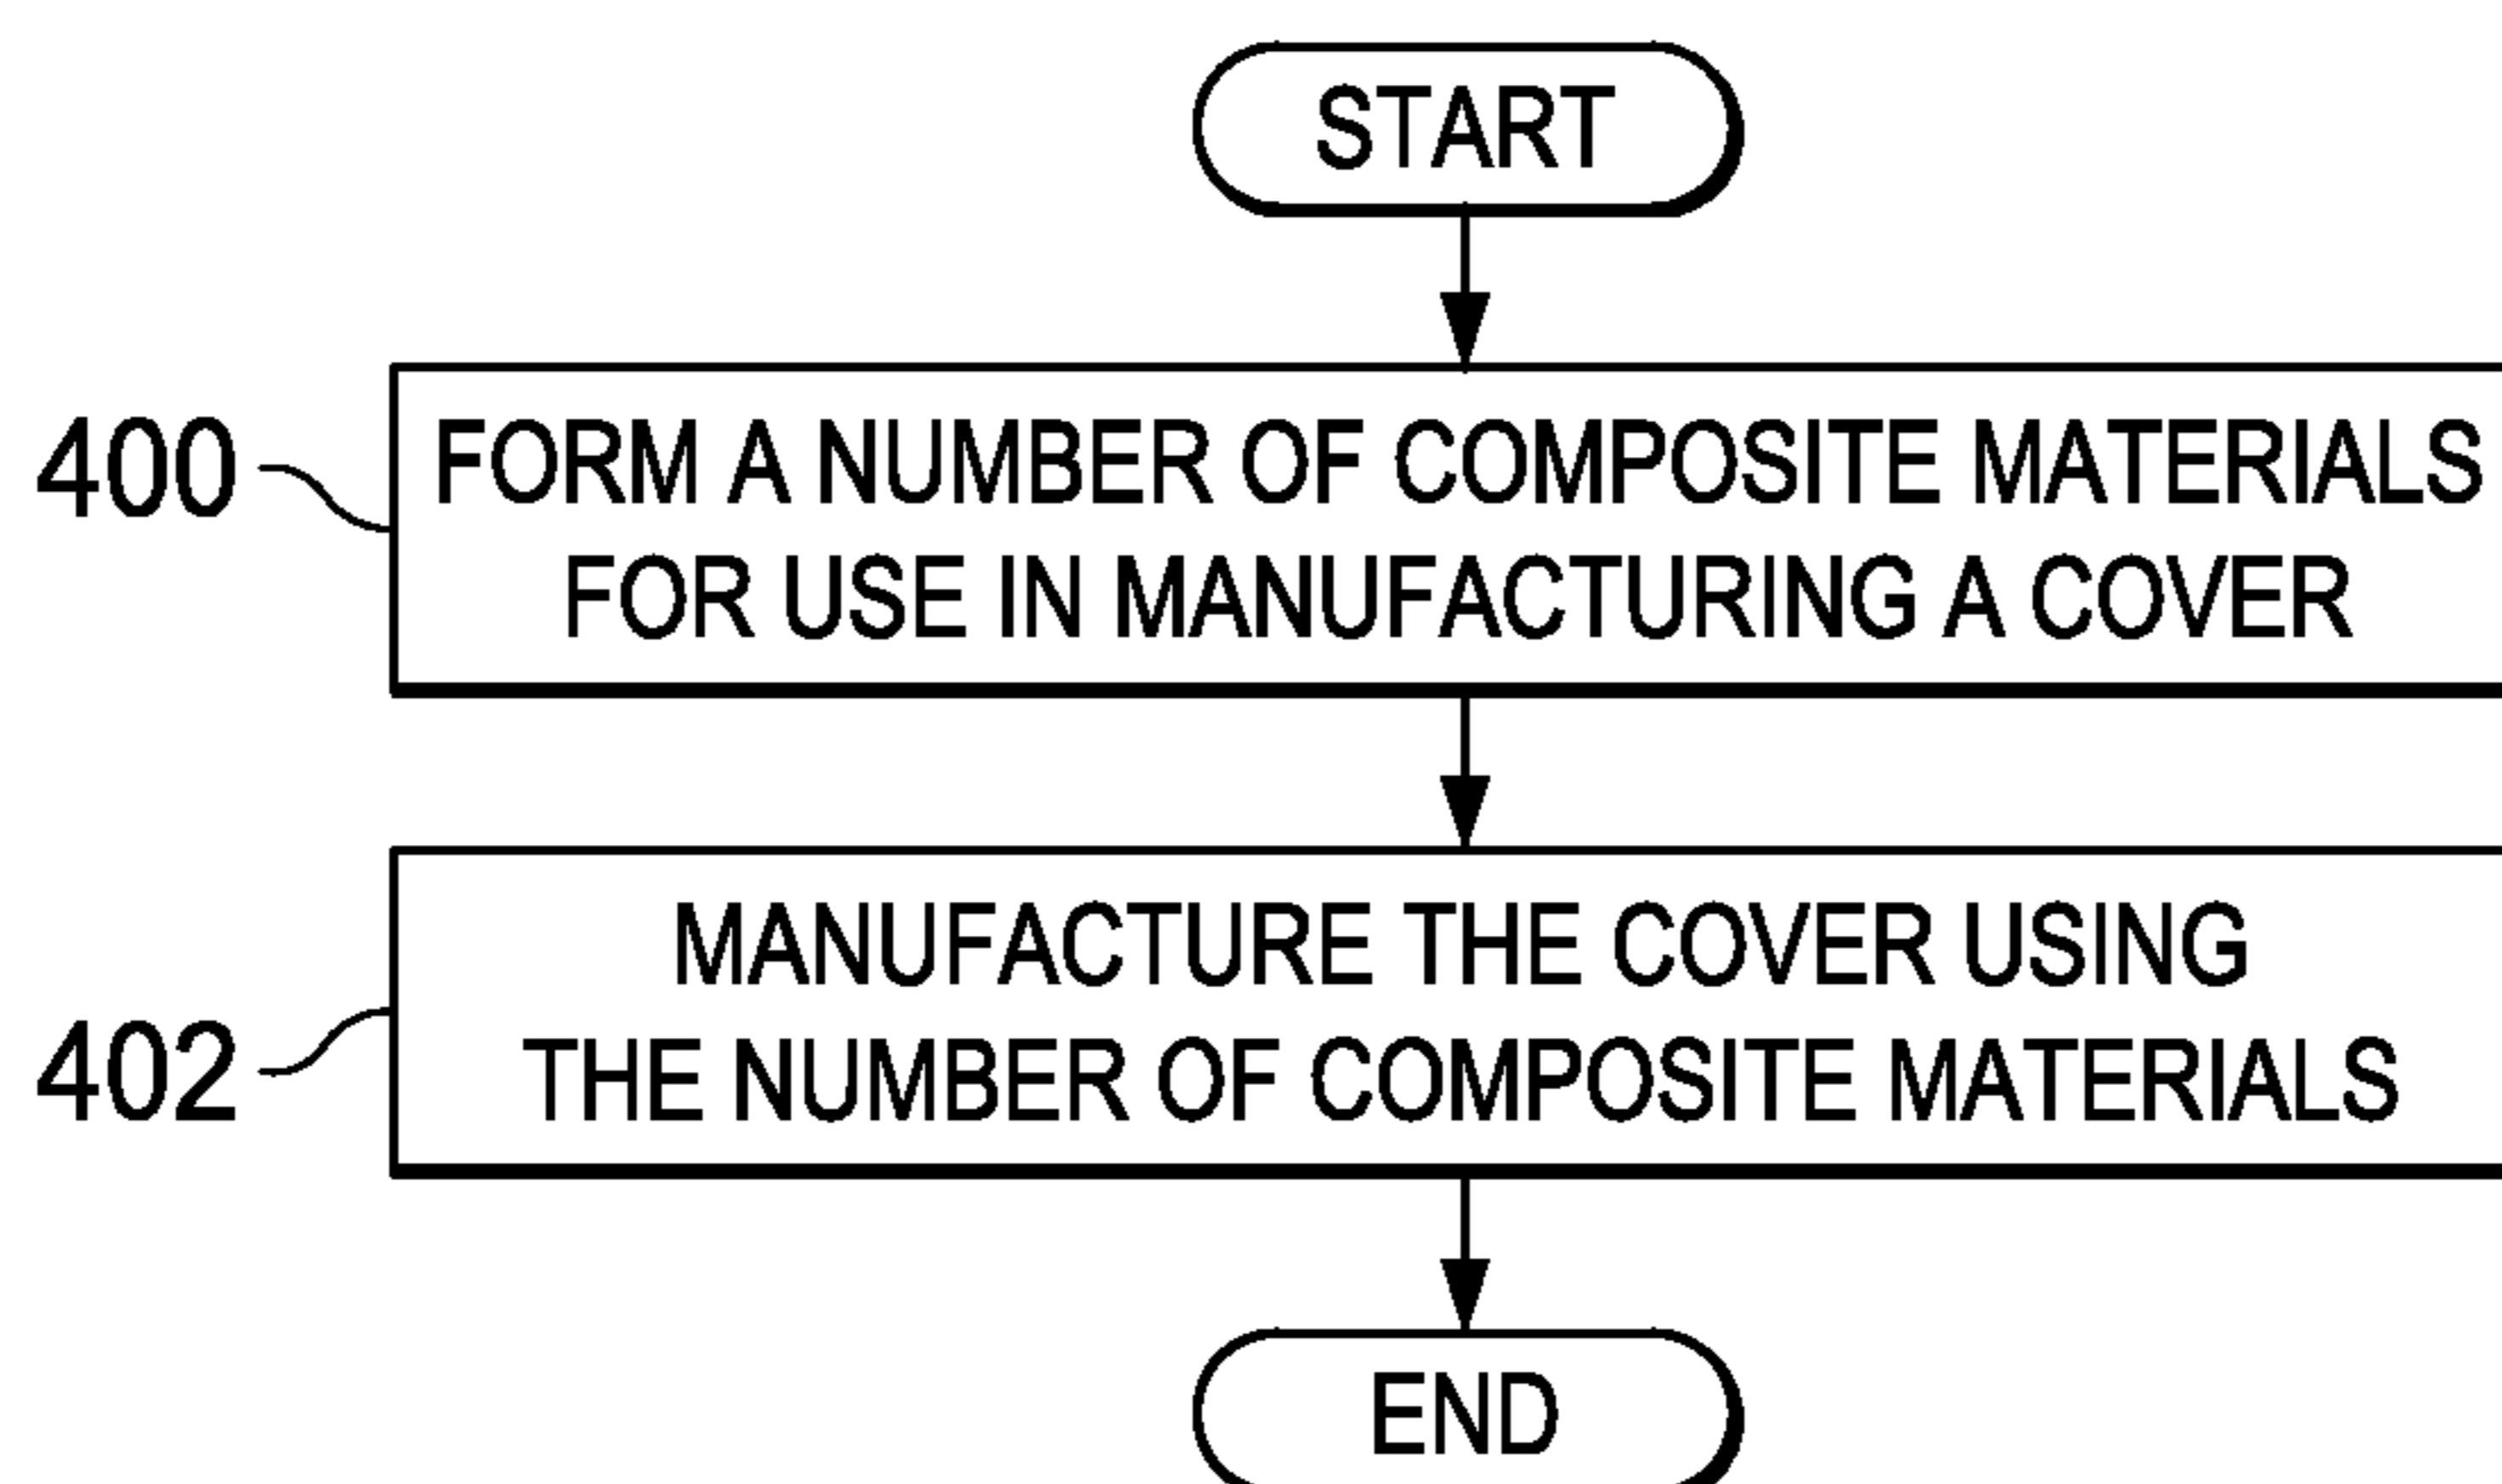 START
400
FORM A NUMBER OF COMPOSITE MATERIALS
FOR USE IN MANUFACTURING A COVER
MANUFACTURE THE COVER USING
402
THE NUMBER OF COMPOSITE MATERIALS
END